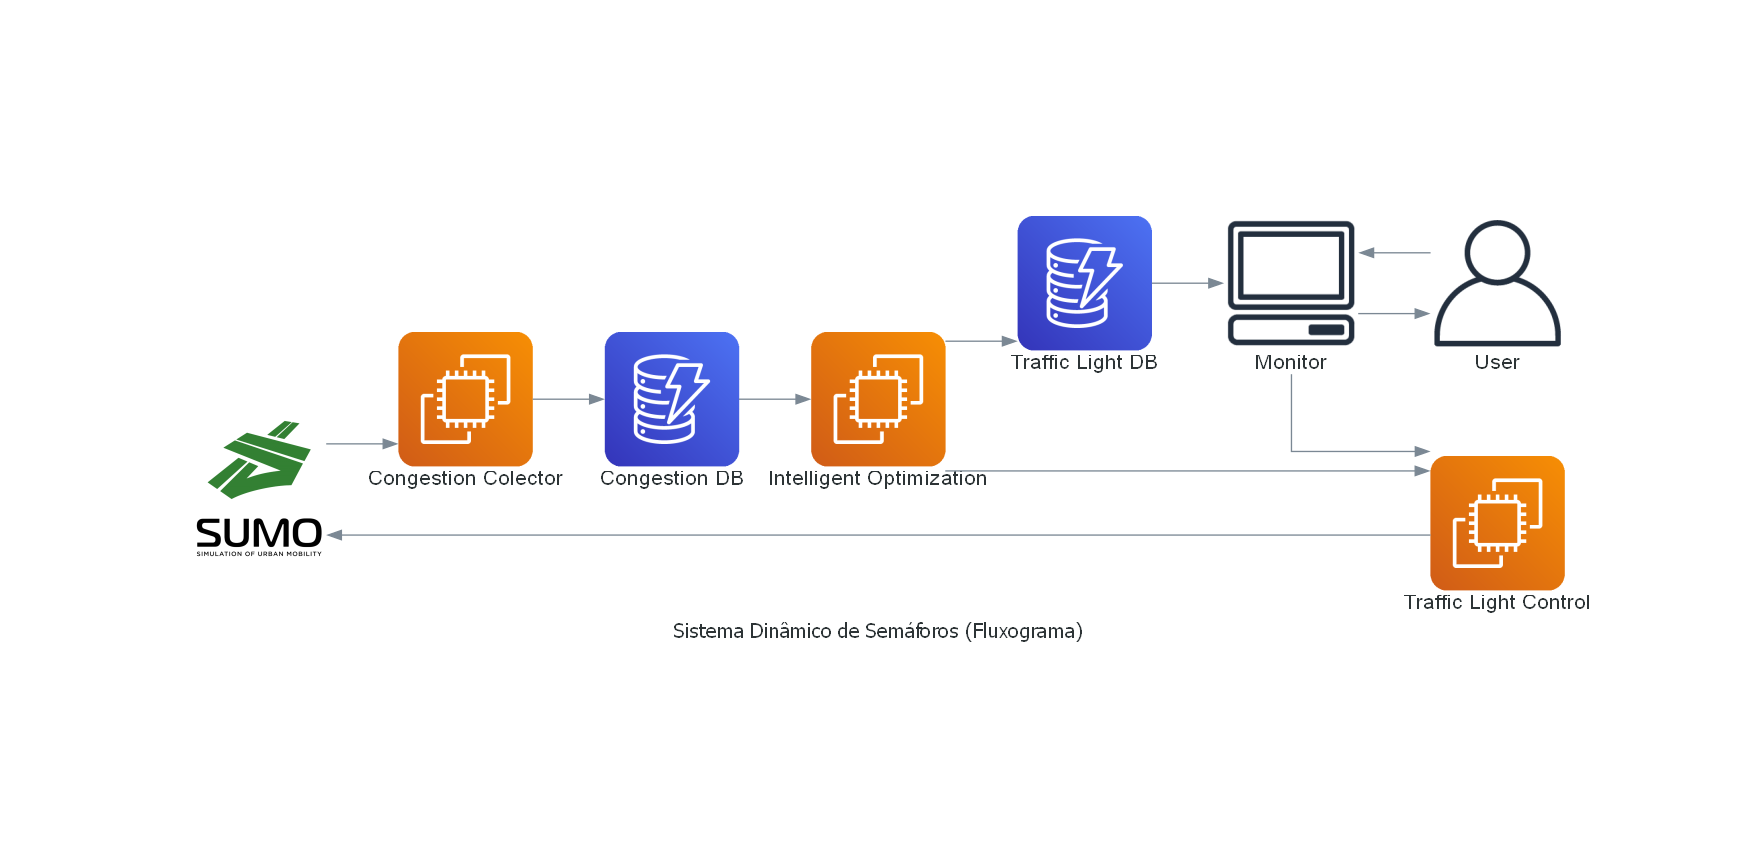 Traffic Light DB
Monitor
User
Congestion Colector
Congestion DB
Intelligent Optimization
SUMO
SIMULATION OF URBAN MOBILITY
Traffic Light Control
Sistema Dinâmico de Semáforos (Fluxograma)